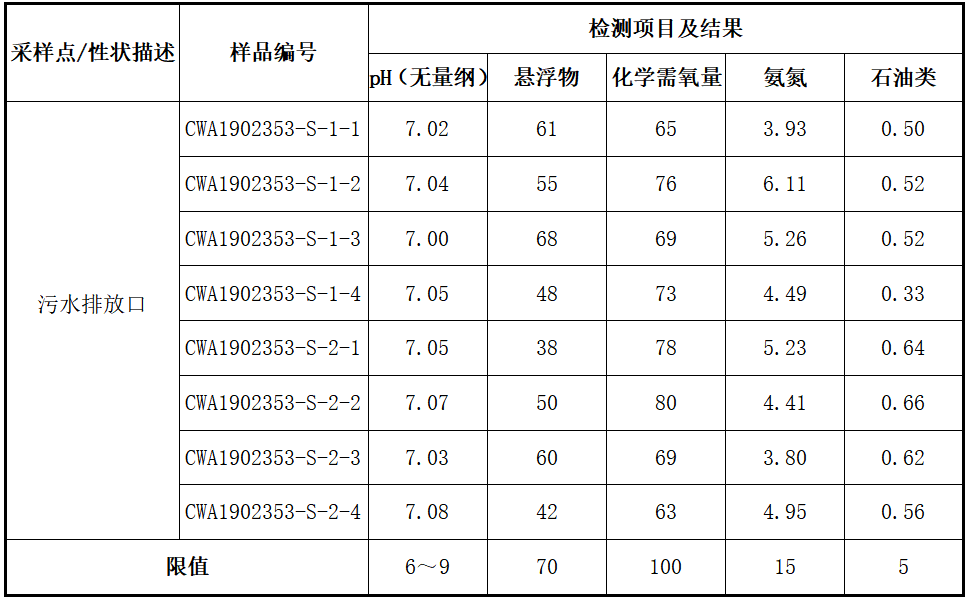 采样点/性状描述 样品编号 检测项目及结果
pH（无量纲） 悬浮物 化学需氧量 氨氮 石油类
污水排放口
CWA1902353-S-1-1 7.02 61 65 3.93 0.50
CWA1902353-S-1-2 7.04 55 76 6.11 0.52
CWA1902353-S-1-3 7.00 68 69 5.26 0.52
CWA1902353-S-1-4 7.05 48 73 4.49 0.33
CWA1902353-S-2-1 7.05 38 78 5.23 0.64
CWA1902353-S-2-2 7.07 50 80 4.41 0.66
CWA1902353-S-2-3 7.03 60 69 3.80 0.62
CWA1902353-S-2-4 7.08 42 63 4.95 0.56
限值 6～9 70 100 15 5